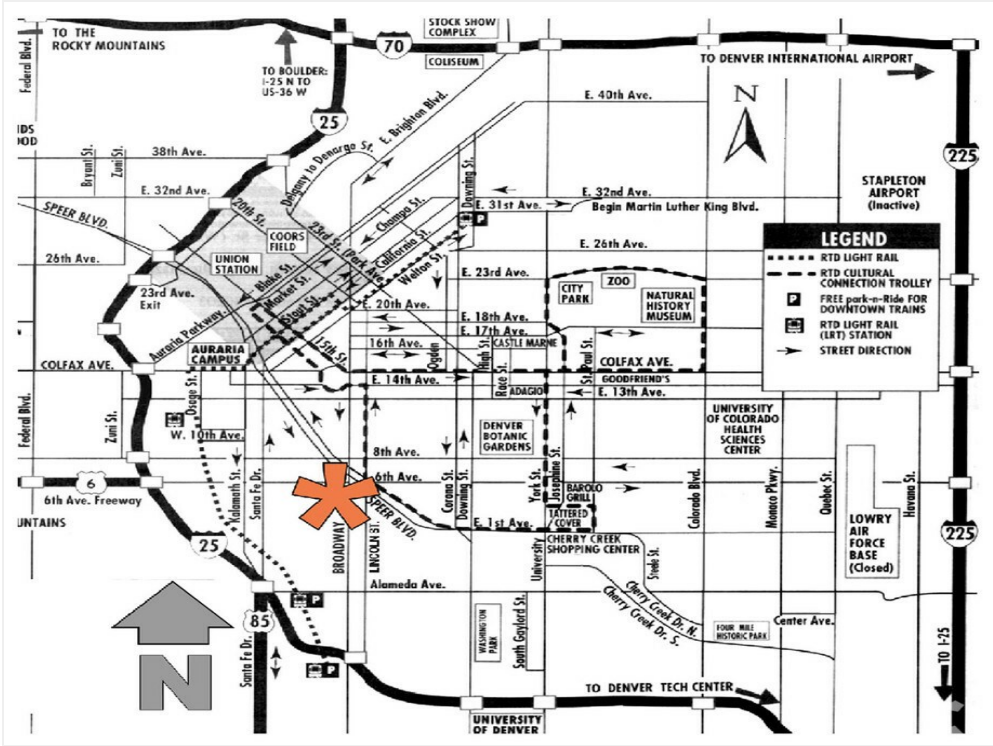 TO THE
ROCKY MOUNTAINS
Federal Blvd.
TO BOULDER:
I-25 N TO
US-36 W
70
STOCK SHOW
COMPLEX
COLISEUM
TO DENVER INTERNATIONAL AIRPORT
E. 40th Ave.
N
25
E. Brighton Blvd.
225
38th Ave.
Bryant St.
Zuni St.
Delgany to Denargo St.
Downing St.
E. 32nd Ave.
SPEER BLVD.
20th St.
23rd St. (Park Ave.
Champa St.
E. 32nd Ave.
E. 31st Ave.
P
Begin Martin Luther King Blvd.
STAPLETON
AIRPORT
(Inactive)
COORS
FIELD
California St.
Welton St.
26th Ave.
E. 26th Ave.
UNION
STATION
Blake St.
Market St.
Stout St.
23rd Ave.
Exit
E. 23rd Ave.
CITY
PARK
ZOO
NATURAL
HISTORY
MUSEUM
LEGEND
RTD LIGHT RAIL
RTD CULTURAL
CONNECTION TROLLEY
P
FREE park-n-Ride FOR
DOWNTOWN TRAINS
RTD LIGHT RAIL
(LRT) STATION
STREET DIRECTION
E. 20th Ave.
E. 18th Ave.
E. 17th Ave.
16th Ave.
CASTLE MARNE
Auraria Parkway.
15th St.
Ogden
High St.
Race St.
St. Paul St.
AURARIA
CAMPUS
COLFAX AVE.
COLFAX AVE.
E. 14th Ave.
GOODFRIEND'S
ADAGIO
E. 13th Ave.
Federal Blvd.
Zuni St.
Osage St.
W. 10th Ave.
DENVER
BOTANIC
GARDENS
UNIVERSITY
OF COLORADO
HEALTH
SCIENCES
CENTER
8th Ave.
6th Ave.
6
6th Ave. Freeway
Kalamath St.
Santa Fe Dr.
SPEER BLVD.
Corona St.
Downing St.
York St.
Josephine St.
BAROLO
GRILL
TATTERED
COVER
Colorado Blvd.
Monaco Pkwy.
Quebec St.
Havana St.
LOWRY
AIR
FORCE
BASE
(Closed)
225
UNTAINS
25
BROADWAY
LINCOLN ST.
E. 1st Ave.
University
CHERRY CREEK
SHOPPING CENTER
Steele St.
Alameda Ave.
P
85
Santa Fe Dr.
P
WASHINGTON
PARK
South Gaylord St.
Cherry Creek Dr. N.
Cherry Creek Dr. S.
FOUR MILE
HISTORIC PARK
Center Ave.
TO I-25
N
TO DENVER TECH CENTER
UNIVERSITY
OF DENVER